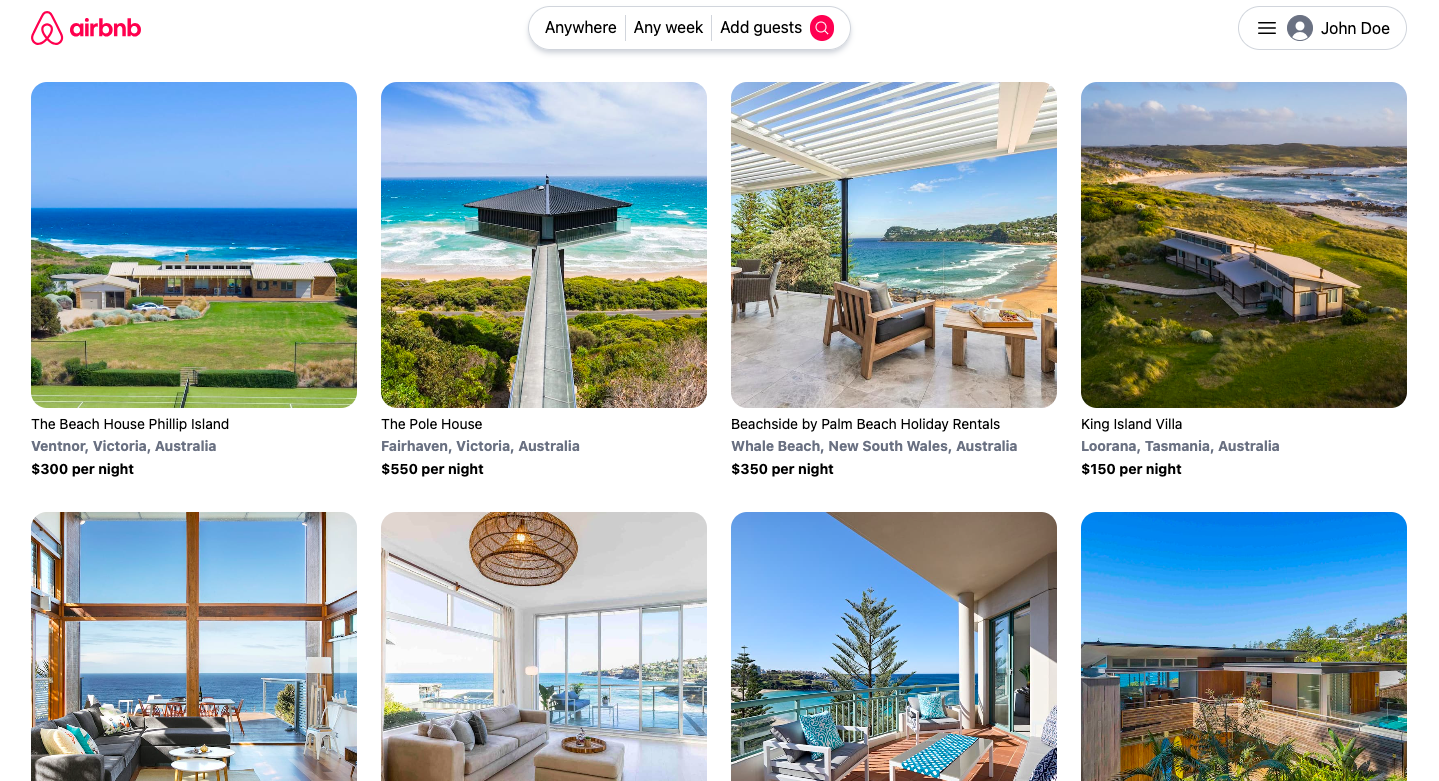 airbnb
Anywhere
Any week
Add guests
John Doe
The Beach House Phillip Island
Ventnor, Victoria, Australia
$300 per night
The Pole House
Fairhaven, Victoria, Australia
$550 per night
Beachside by Palm Beach Holiday Rentals
Whale Beach, New South Wales, Australia
$350 per night
King Island Villa
Loorana, Tasmania, Australia
$150 per night